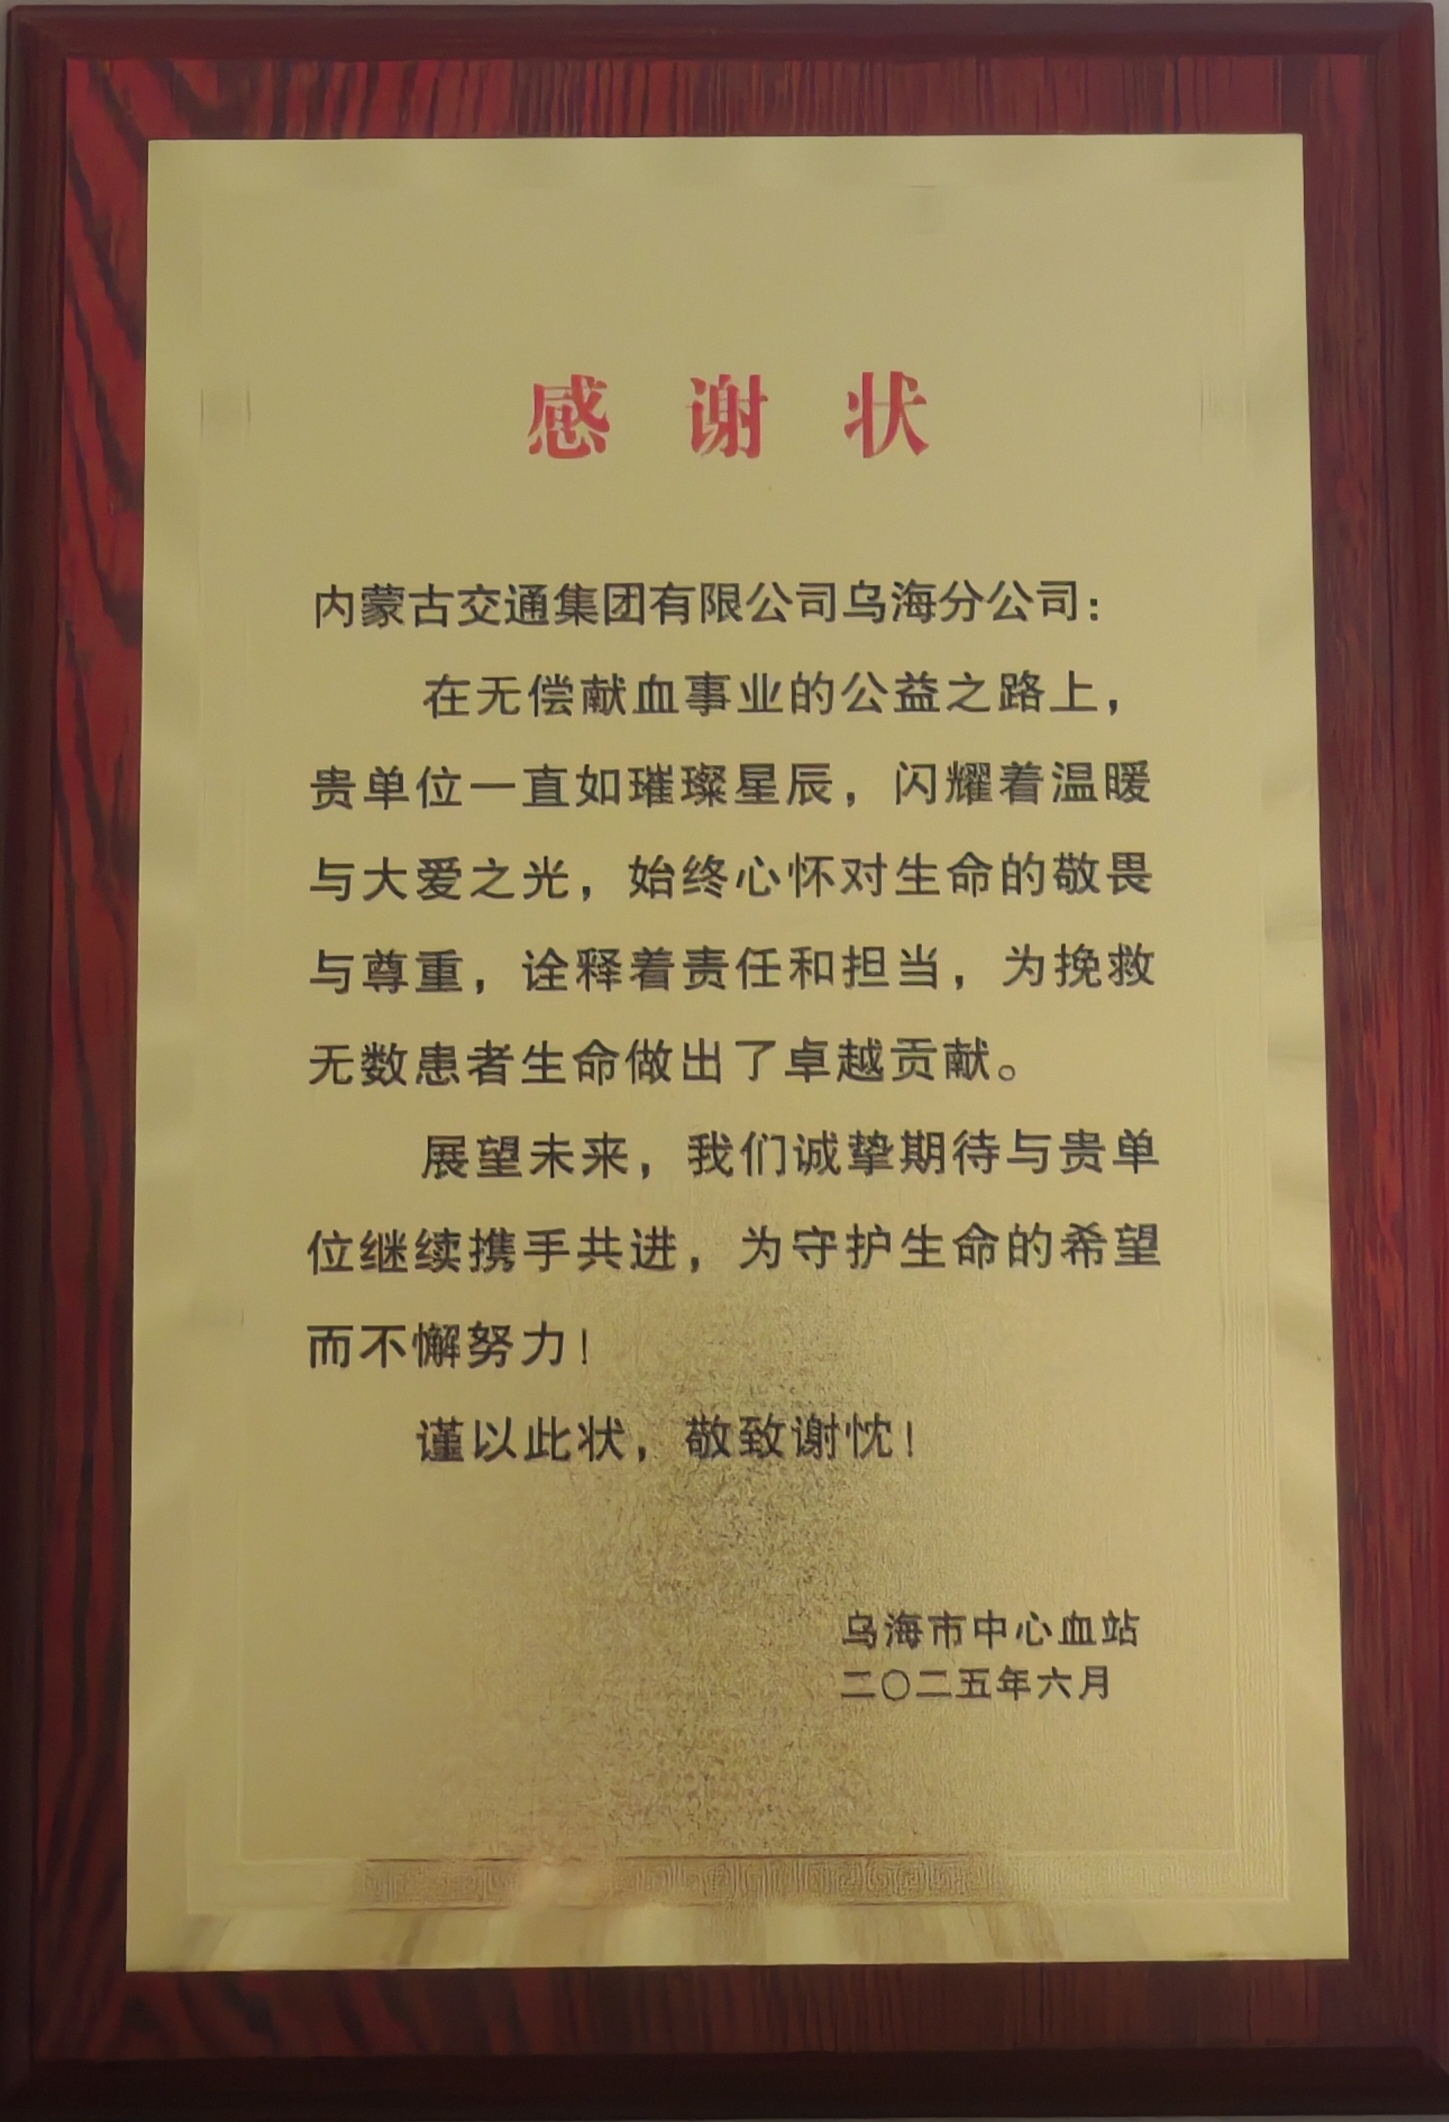 感谢状
内蒙古交通集团有限公司乌海分公司:
在无偿献血事业的公益之路上，
贵单位一直如璀璨星辰，闪耀着温暖
与大爱之光，始终心怀对生命的敬畏
与尊重，诠释着责任和担当，为挽救
无数患者生命做出了卓越贡献。
展望未来，我们诚挚期待与贵单
位继续携手共进，为守护生命的希望
而不懈努力！
谨以此状，敬致谢忱！
乌海市中心血站
二〇二五年六月